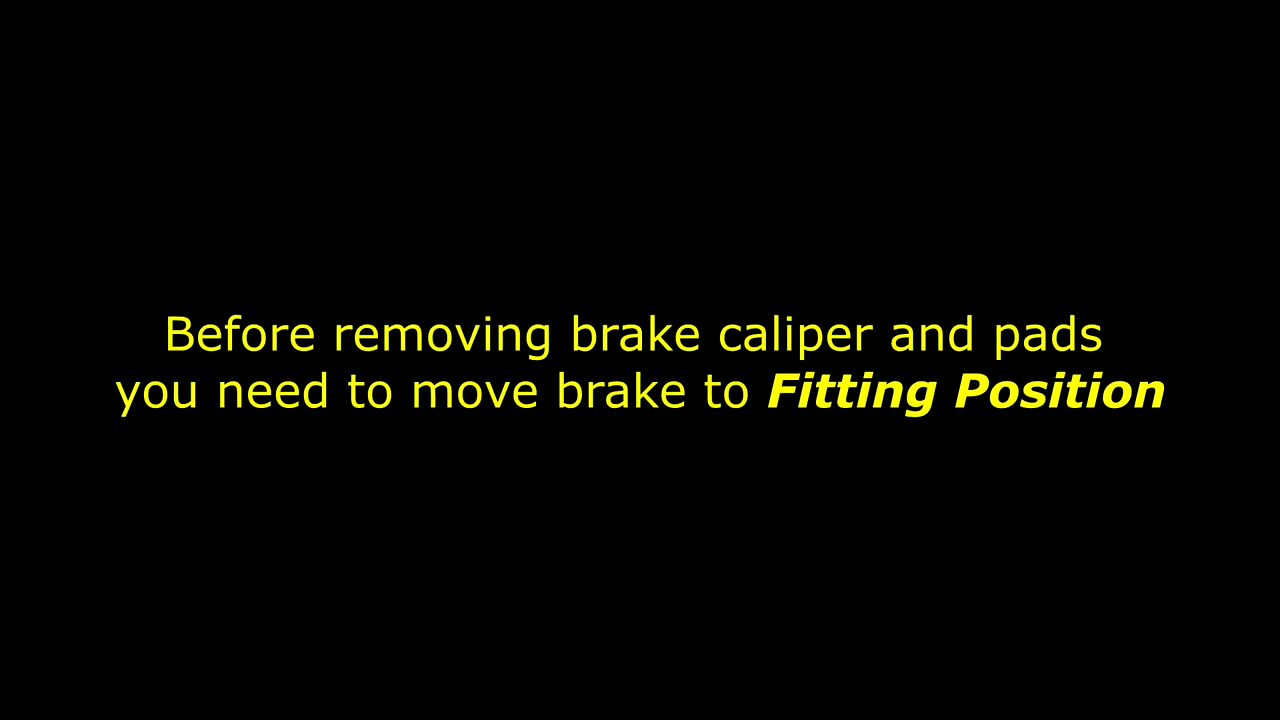 Before removing brake caliper and pads
you need to move brake to Fitting Position